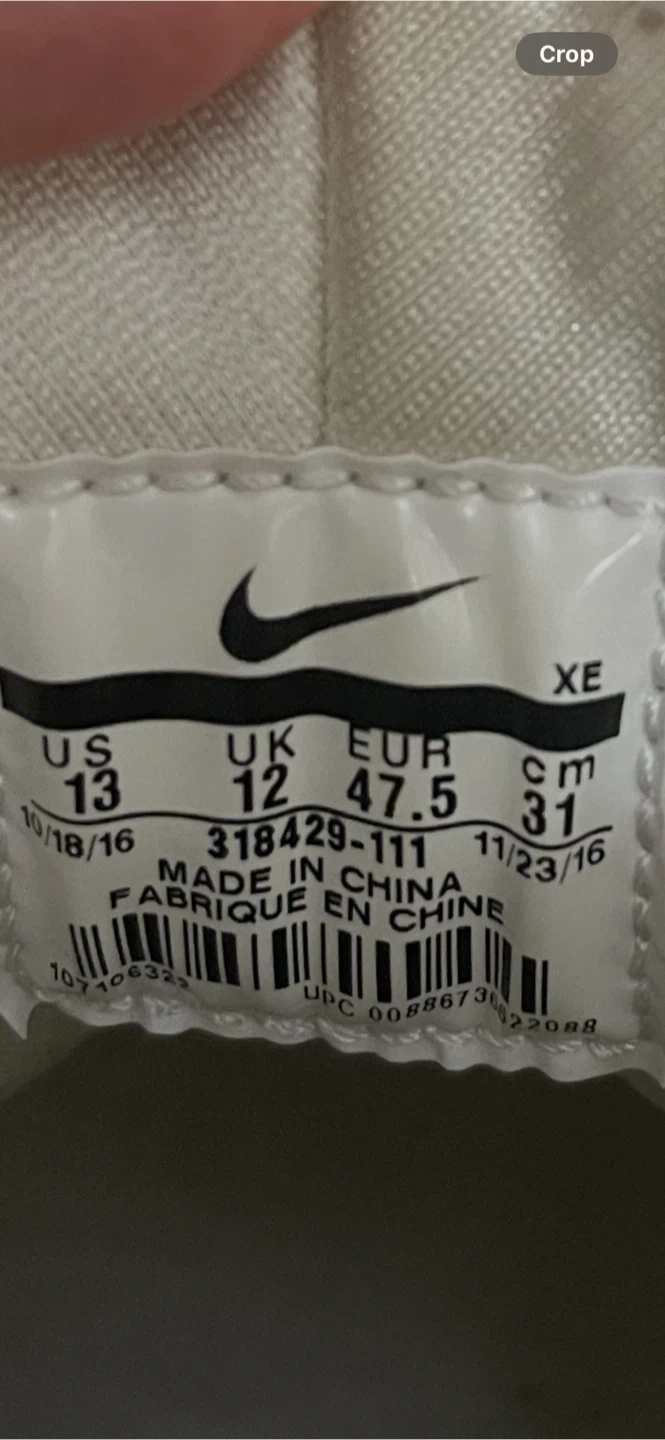 Crop
XE
US UK EUR cm
13 12 47.5 31
10/18/16 318429-111 11/23/16
MADE IN CHINA
FABRIQUE EN CHINE
UPC